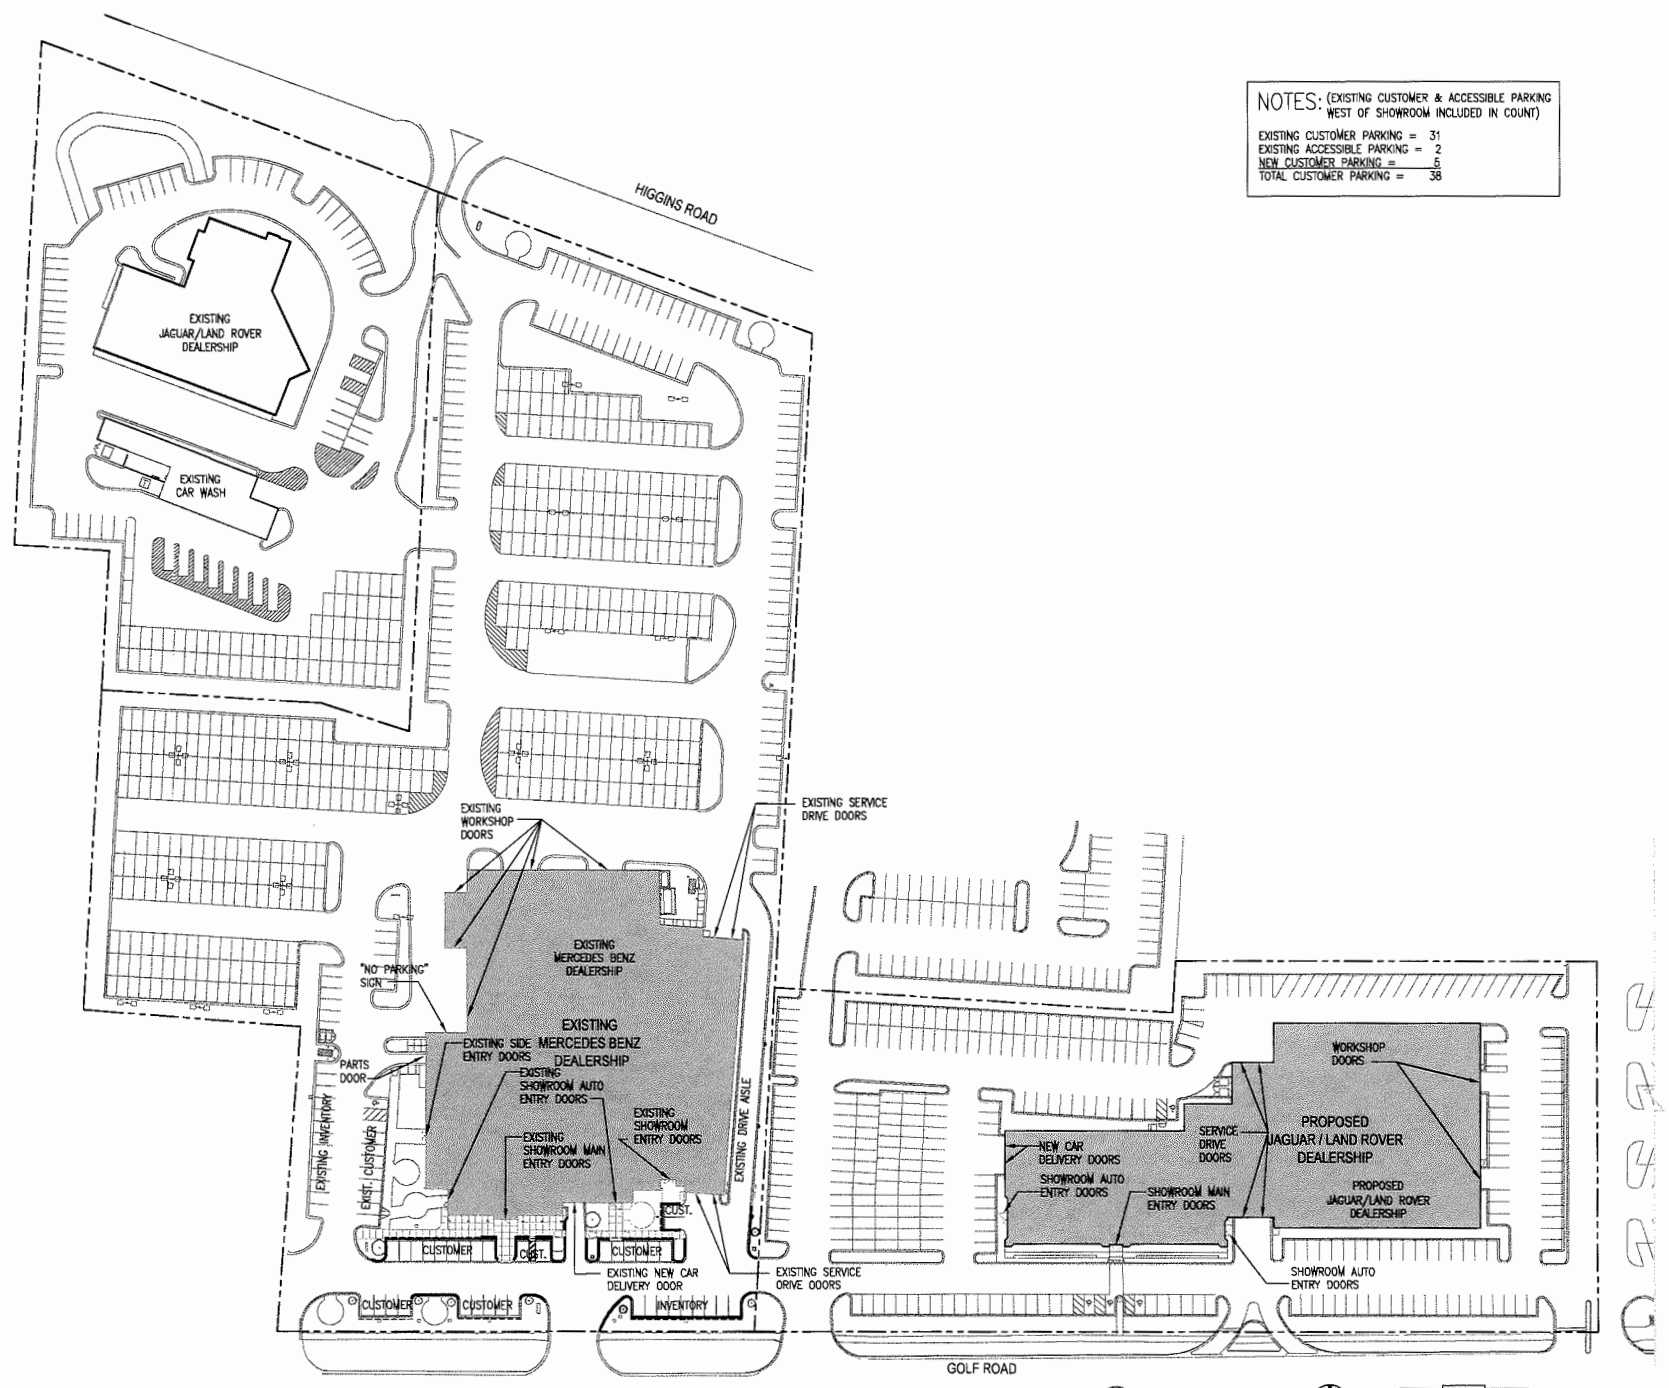 NOTES: (EXISTING CUSTOMER & ACCESSIBLE PARKING
WEST OF SHOWROOM INCLUDED IN COUNT)
EXISTING CUSTOMER PARKING = 31
EXISTING ACCESSIBLE PARKING = 2
NEW CUSTOMER PARKING = 5
TOTAL CUSTOMER PARKING = 38
HIGGINS ROAD
EXISTING
JAGUAR/LAND ROVER
DEALERSHIP
EXISTING
CAR WASH
EXISTING
WORKSHOP
DOORS
EXISTING SERVICE
DRIVE DOORS
EXISTING
MERCEDES BENZ
DEALERSHIP
"NO PARKING"
SIGN
EXISTING
MERCEDES BENZ
DEALERSHIP
EXISTING SIDE
ENTRY DOORS
PARTS
DOOR
EXISTING
SHOWROOM AUTO
ENTRY DOORS
EXISTING
SHOWROOM
ENTRY DOORS
EXISTING
SHOWROOM MAIN
ENTRY DOORS
EXISTING DRIVE AISLE
EXISTING INVENTORY
EXIST. CUSTOMER
CUST.
CUSTOMER
CUST.
CUSTOMER
EXISTING NEW CAR
DELIVERY DOOR
EXISTING SERVICE
DRIVE DOORS
CUSTOMER
CUSTOMER
INVENTORY
WORKSHOP
DOORS
PROPOSED
JAGUAR / LAND ROVER
DEALERSHIP
SERVICE
DRIVE
DOORS
NEW CAR
DELIVERY DOORS
SHOWROOM AUTO
ENTRY DOORS
SHOWROOM MAIN
ENTRY DOORS
PROPOSED
JAGUAR/LAND ROVER
DEALERSHIP
SHOWROOM AUTO
ENTRY DOORS
GOLF ROAD